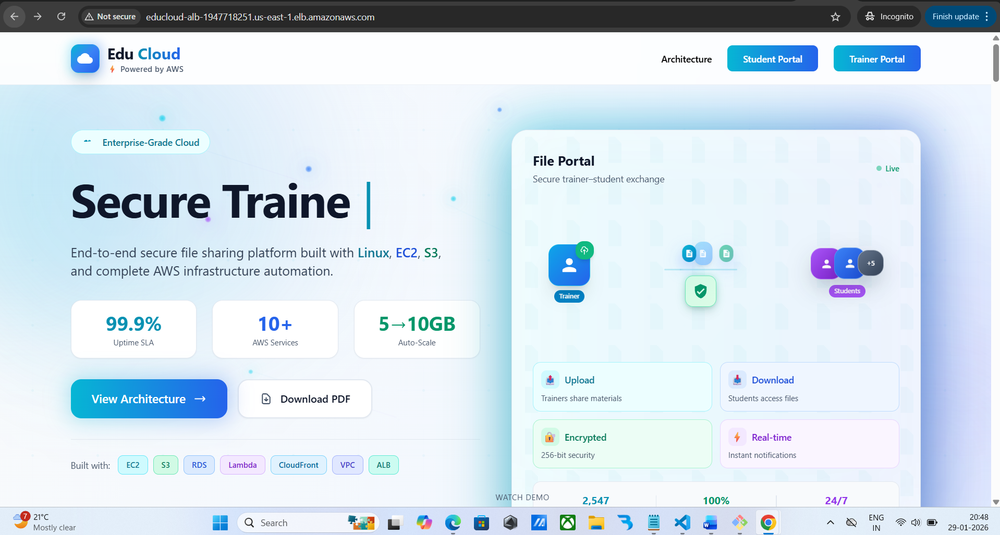 Not secure
educloud-alb-1947718251.us-east-1.elb.amazonaws.com
Incognito
Finish update
Edu Cloud
Powered by AWS
Architecture
Student Portal
Trainer Portal
Enterprise-Grade Cloud
Secure Traine
End-to-end secure file sharing platform built with Linux, EC2, S3,
and complete AWS infrastructure automation.
99.9%
Uptime SLA
10+
AWS Services
5→10GB
Auto-Scale
View Architecture →
Download PDF
Built with:
EC2
S3
RDS
Lambda
CloudFront
VPC
ALB
File Portal
Secure trainer–student exchange
Live
Trainer
+5
Students
Upload
Trainers share materials
Download
Students access files
Encrypted
256-bit security
Real-time
Instant notifications
WATCH DEMO
2,547
100%
24/7
7
21°C
Mostly clear
Search
W
ENG
IN
20:48
29-01-2026